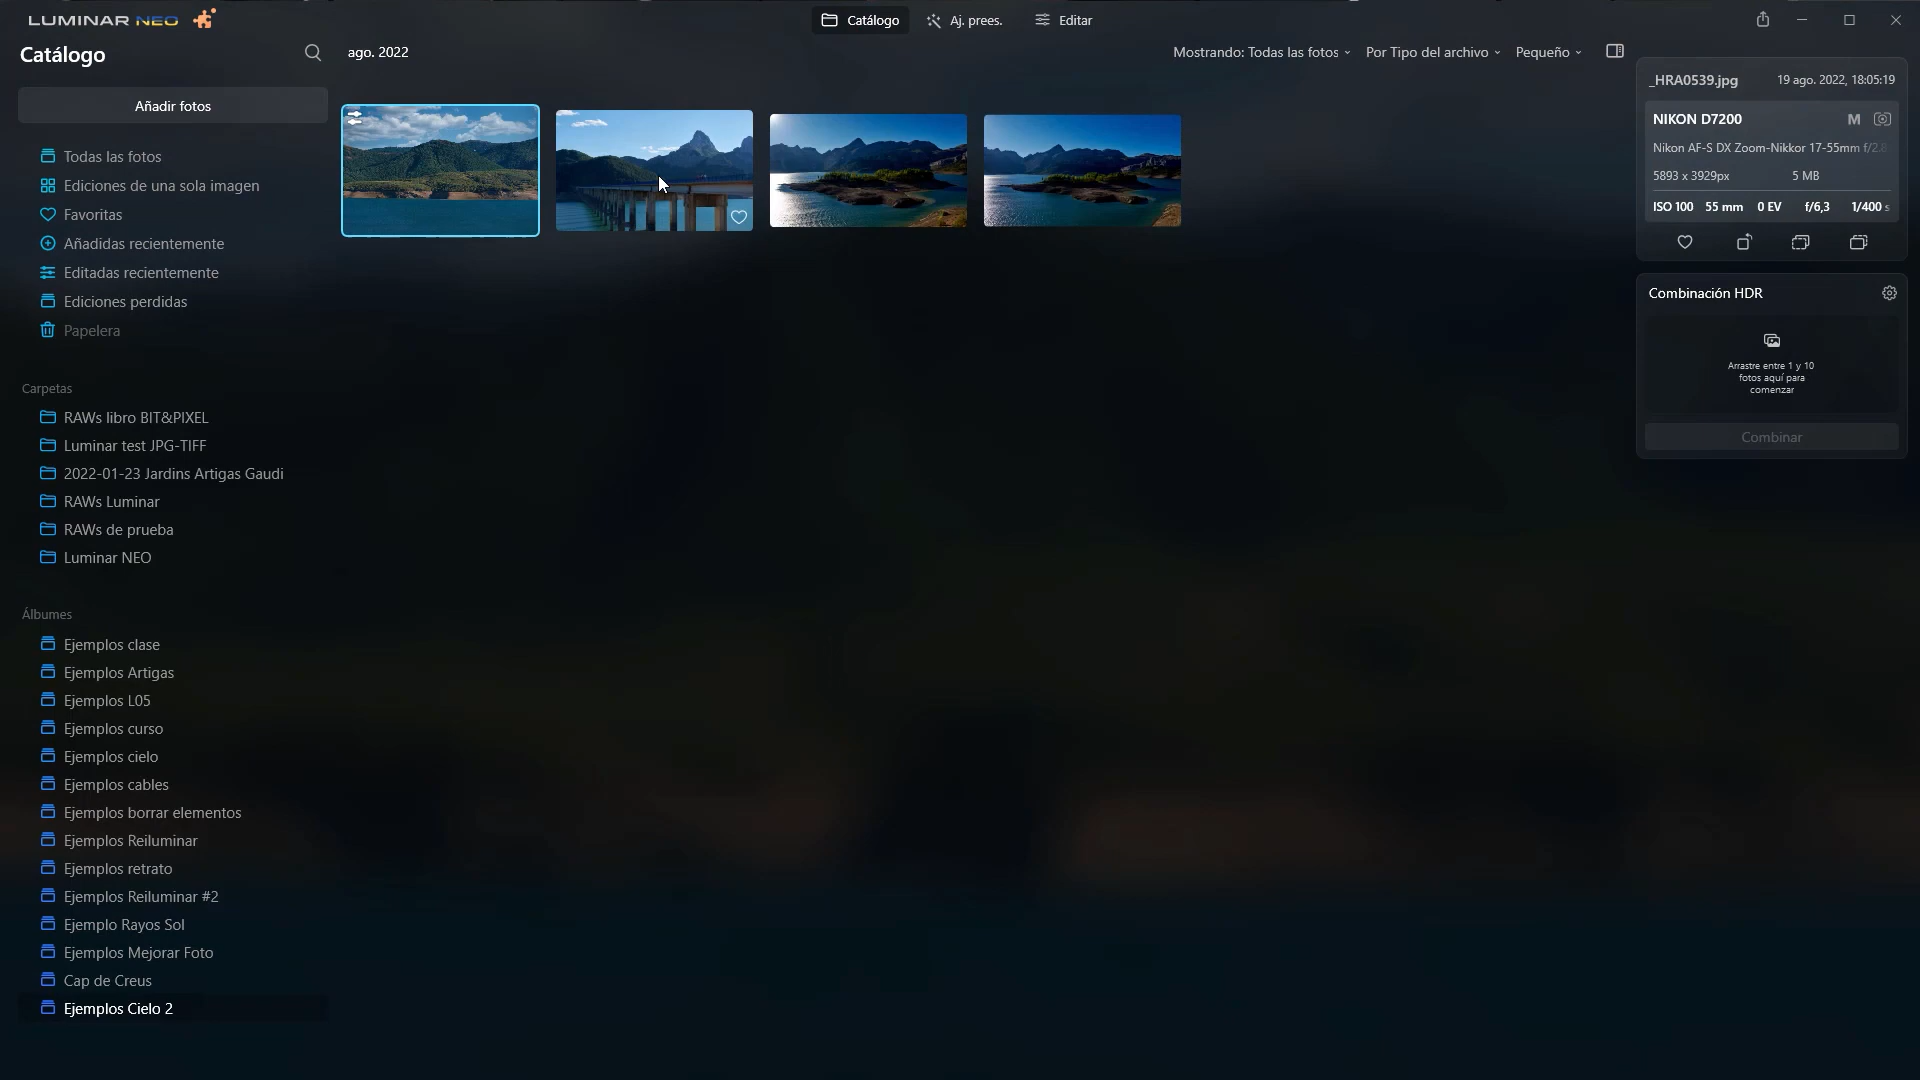 LUMINAR NEO
Catálogo
Aj. prees.
Editar
Catálogo
ago. 2022
Mostrando: Todas las fotos
Por Tipo del archivo
Pequeño
Añadir fotos
Todas las fotos
Ediciones de una sola imagen
Favoritas
Añadidas recientemente
Editadas recientemente
Ediciones perdidas
Papelera
Carpetas
RAWs libro BIT&PIXEL
Luminar test JPG-TIFF
2022-01-23 Jardins Artigas Gaudi
RAWs Luminar
RAWs de prueba
Luminar NEO
Álbumes
Ejemplos clase
Ejemplos Artigas
Ejemplos L05
Ejemplos curso
Ejemplos cielo
Ejemplos cables
Ejemplos borrar elementos
Ejemplos Reiluminar
Ejemplos retrato
Ejemplos Reiluminar #2
Ejemplo Rayos Sol
Ejemplos Mejorar Foto
Cap de Creus
Ejemplos Cielo 2
_HRA0539.jpg 19 ago. 2022, 18:05:19
NIKON D7200 M
Nikon AF-S DX Zoom-Nikkor 17-55mm f/2.8
5893 x 3929px 5 MB
ISO 100 55 mm 0 EV f/6,3 1/400 s
Combinación HDR
Arrastre entre 1 y 10
fotos aquí para
comenzar
Combinar